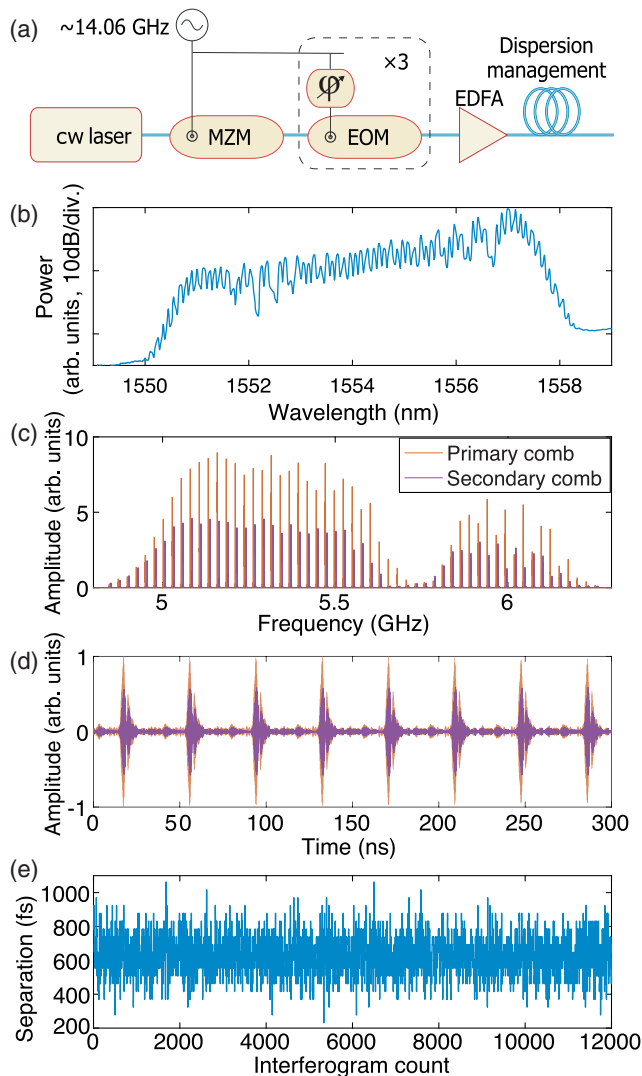 (a)
~14.06 GHz
×3
Dispersion
management
φ
EDFA
cw laser
MZM
EOM
(b)
Power
(arb. units , 10dB/div.)
1550
1552
1554
1556
1558
Wavelength (nm)
(c)
Amplitude (arb. units)
10
5
0
Primary comb
Secondary comb
5
5.5
6
Frequency (GHz)
(d)
Amplitude (arb. units)
1
0
-1
0
50
100
150
200
250
300
Time (ns)
(e)
Separation (fs)
1000
800
600
400
200
0
2000
4000
6000
8000
10000
12000
Interferogram count